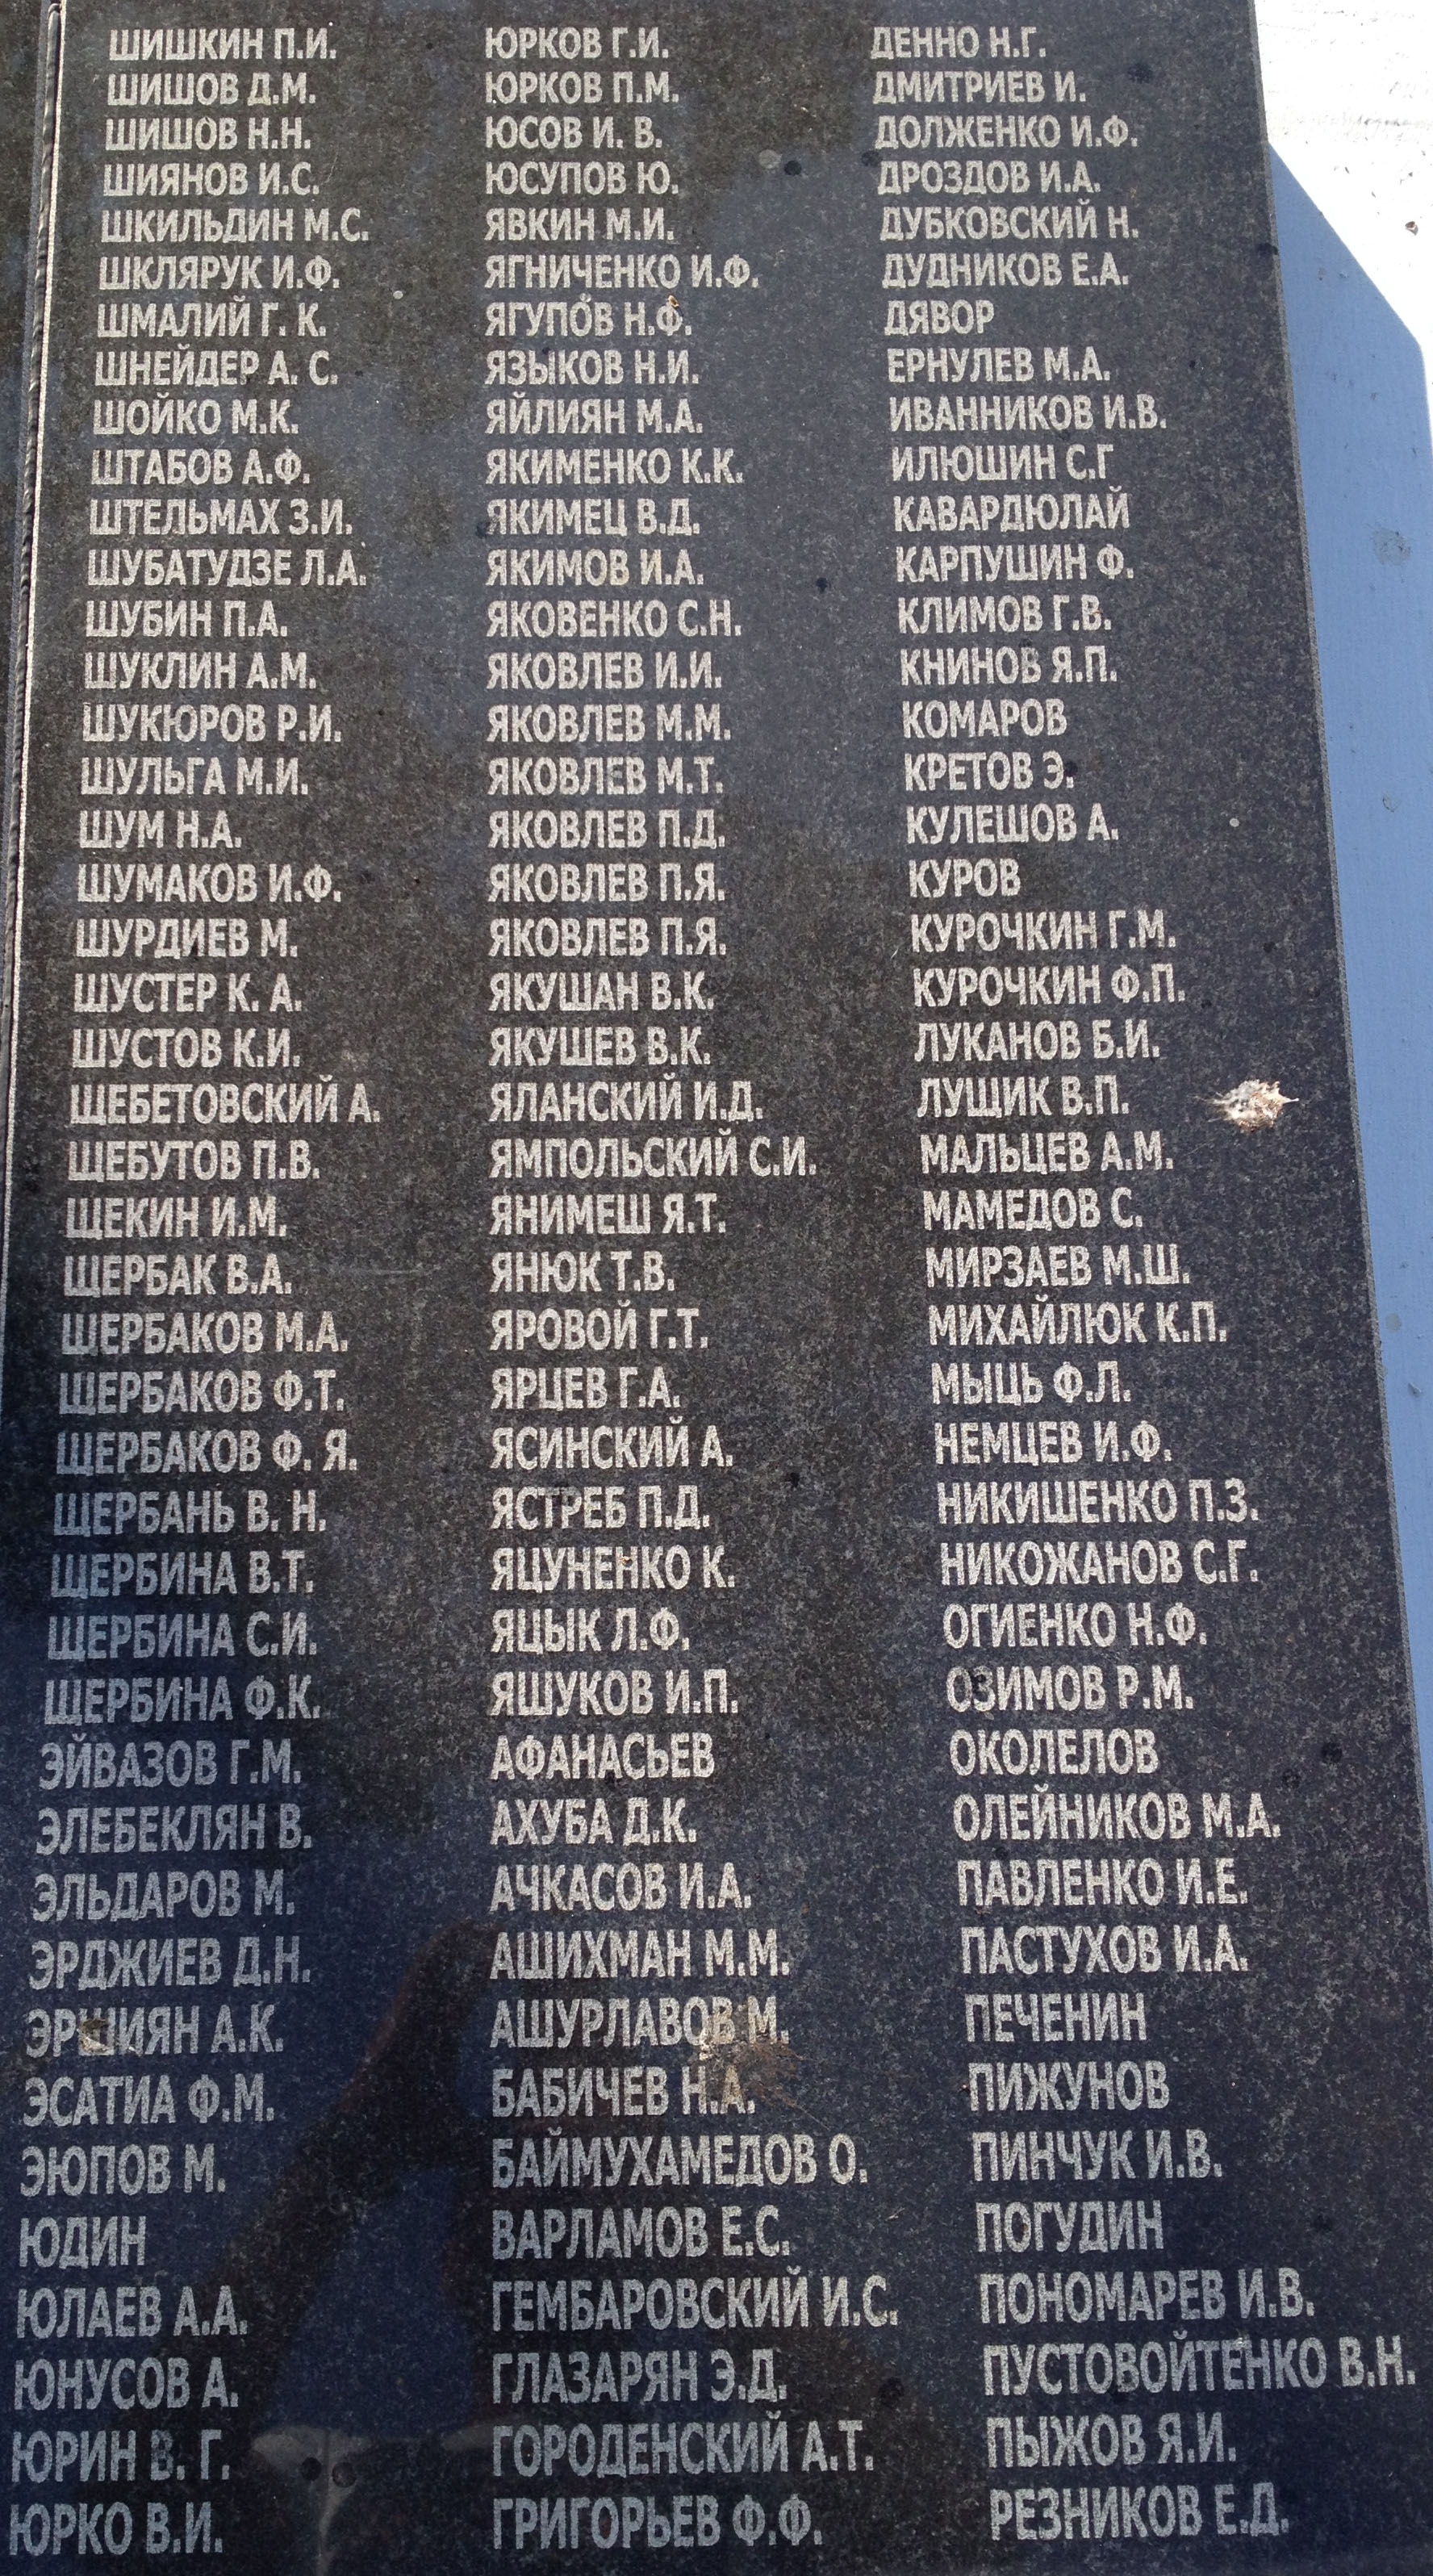 ШИШКИН П.И.
ШИШОВ Д.М.
ШИШОВ Н.Н.
ШИЯНОВ И.С.
ШКИЛЬДИН М.С.
ШКЛЯРУК И.Ф.
ШМАЛИЙ Г. К.
ШНЕЙДЕР А. С.
ШОЙКО М.К.
ШТАБОВ А.Ф.
ШТЕЛЬМАХ З.И.
ШУБАТУДЗЕ Л.А.
ШУБИН П.А.
ШУКЛИН А.М.
ШУКЮРОВ Р.И.
ШУЛЬГА М.И.
ШУМ Н.А.
ШУМАКОВ И.Ф.
ШУРДИЕВ М.
ШУСТЕР К. А.
ШУСТОВ К.И.
ЩЕБЕТОВСКИЙ А.
ЩЕБУТОВ П.В.
ЩЕКИН И.М.
ЩЕРБАК В.А.
ЩЕРБАКОВ М.А.
ЩЕРБАКОВ Ф.Т.
ЩЕРБАКОВ Ф. Я.
ЩЕРБАНЬ В. Н.
ЩЕРБИНА В.Т.
ЩЕРБИНА С.И.
ЩЕРБИНА Ф.К.
ЭЙВАЗОВ Г.М.
ЭЛЕБЕКЛЯН В.
ЭЛЬДАРОВ М.
ЭРДЖИЕВ Д.Н.
ЭРШИЯН А.К.
ЭСАТИА Ф.М.
ЭЮПОВ М.
ЮДИН
ЮЛАЕВ А.А.
ЮНУСОВ А.
ЮРИН В. Г.
ЮРКО В.И.
ЮРКОВ Г.И.
ЮРКОВ П.М.
ЮСОВ И. В.
ЮСУПОВ Ю.
ЯВКИН М.И.
ЯГНИЧЕНКО И.Ф.
ЯГУПОВ Н.Ф.
ЯЗЫКОВ Н.И.
ЯЙЛИЯН М.А.
ЯКИМЕНКО К.К.
ЯКИМЕЦ В.Д.
ЯКИМОВ И.А.
ЯКОВЕНКО С.Н.
ЯКОВЛЕВ И.И.
ЯКОВЛЕВ М.М.
ЯКОВЛЕВ М.Т.
ЯКОВЛЕВ П.Д.
ЯКОВЛЕВ П.Я.
ЯКОВЛЕВ П.Я.
ЯКУШАН В.К.
ЯКУШЕВ В.К.
ЯЛАНСКИЙ И.Д.
ЯМПОЛЬСКИЙ С.И.
ЯНИМЕШ Я.Т.
ЯНЮК Т.В.
ЯРОВОЙ Г.Т.
ЯРЦЕВ Г.А.
ЯСИНСКИЙ А.
ЯСТРЕБ П.Д.
ЯЦУНЕНКО К.
ЯЦЫК Л.Ф.
ЯШУКОВ И.П.
АФАНАСЬЕВ
АХУБА Д.К.
АЧКАСОВ И.А.
АШИХМАН М.М.
АШУРЛАВОВ М.
БАБИЧЕВ Н.А.
БАЙМУХАМЕДОВ О.
ВАРЛАМОВ Е.С.
ГЕМБАРОВСКИЙ И.С.
ГЛАЗАРЯН Э.Д.
ГОРОДЕНСКИЙ А.Т.
ГРИГОРЬЕВ Ф.Ф.
ДЕННО Н.Г.
ДМИТРИЕВ И.
ДОЛЖЕНКО И.Ф.
ДРОЗДОВ И.А.
ДУБКОВСКИЙ Н.
ДУДНИКОВ Е.А.
ДЯВОР
ЕРНУЛЕВ М.А.
ИВАННИКОВ И.В.
ИЛЮШИН С.Г
КАВАРДЮЛАЙ
КАРПУШИН Ф.
КЛИМОВ Г.В.
КНИНОВ Я.П.
КОМАРОВ
КРЕТОВ Э.
КУЛЕШОВ А.
КУРОВ
КУРОЧКИН Г.М.
КУРОЧКИН Ф.П.
ЛУКАНОВ Б.И.
ЛУЩИК В.П.
МАЛЬЦЕВ А.М.
МАМЕДОВ С.
МИРЗАЕВ М.Ш.
МИХАЙЛЮК К.П.
МЫЦЬ Ф.Л.
НЕМЦЕВ И.Ф.
НИКИШЕНКО П.З.
НИКОЖАНОВ С.Г.
ОГИЕНКО Н.Ф.
ОЗИМОВ Р.М.
ОКОЛЕЛОВ
ОЛЕЙНИКОВ М.А.
ПАВЛЕНКО И.Е.
ПАСТУХОВ И.А.
ПЕЧЕНИН
ПИЖУНОВ
ПИНЧУК И.В.
ПОГУДИН
ПОНОМАРЕВ И.В.
ПУСТОВОЙТЕНКО В.Н.
ПЫЖОВ Я.И.
РЕЗНИКОВ Е.Д.